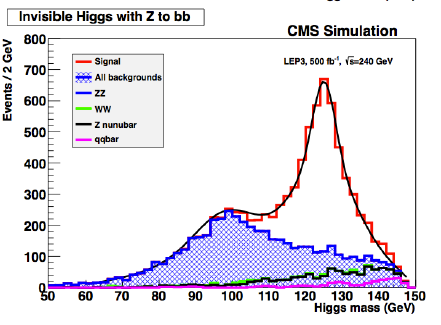 Invisible Higgs with Z to bb
CMS Simulation
LEP3, 500 fb⁻¹, √s=240 GeV
Events / 2 GeV
800
700
600
500
400
300
200
100
0
Signal
All backgrounds
ZZ
WW
Z nunubar
qqbar
50 60 70 80 90 100 110 120 130 140 150
Higgs mass (GeV)